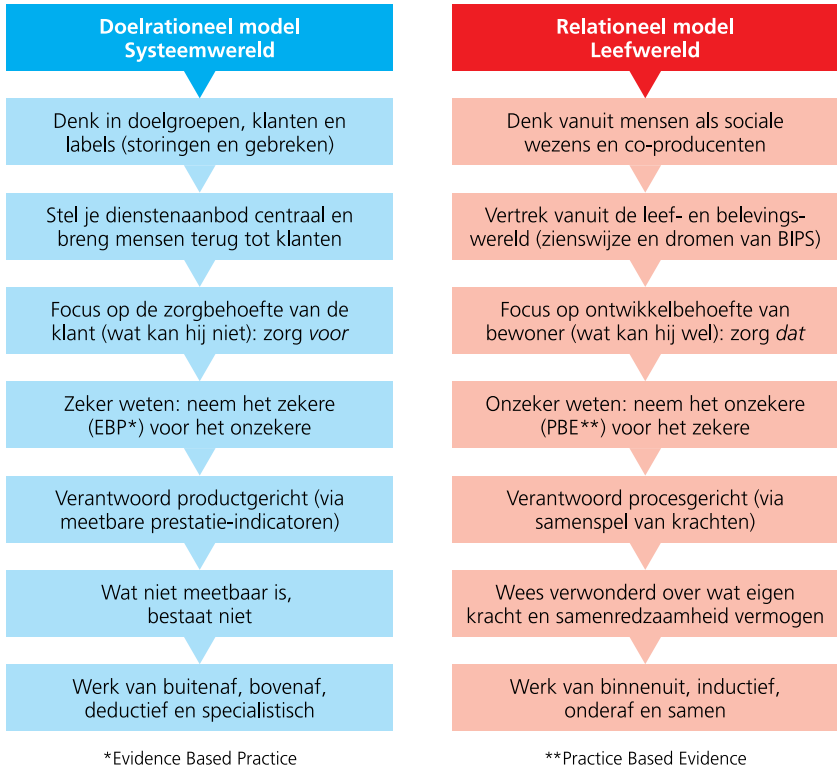 Doelrationeel model
Systeemwereld
Denk in doelgroepen, klanten en
labels (storingen en gebreken)
Stel je dienstenaanbod centraal en
breng mensen terug tot klanten
Focus op de zorgbehoefte van de
klant (wat kan hij niet): zorg voor
Zeker weten: neem het zekere
(EBP*) voor het onzekere
Verantwoord productgericht (via
meetbare prestatie-indicatoren)
Wat niet meetbaar is,
bestaat niet
Werk van buitenaf, bovenaf,
deductief en specialistisch
*Evidence Based Practice
Relationeel model
Leefwereld
Denk vanuit mensen als sociale
wezens en co-producenten
Vertrek vanuit de leef- en belevings-
wereld (zienswijze en dromen van BIPS)
Focus op ontwikkelbehoefte van
bewoner (wat kan hij wel): zorg dat
Onzeker weten: neem het onzekere
(PBE**) voor het zekere
Verantwoord procesgericht (via
samenspel van krachten)
Wees verwonderd over wat eigen
kracht en samenredzaamheid vermogen
Werk van binnenuit, inductief,
onderaf en samen
**Practice Based Evidence